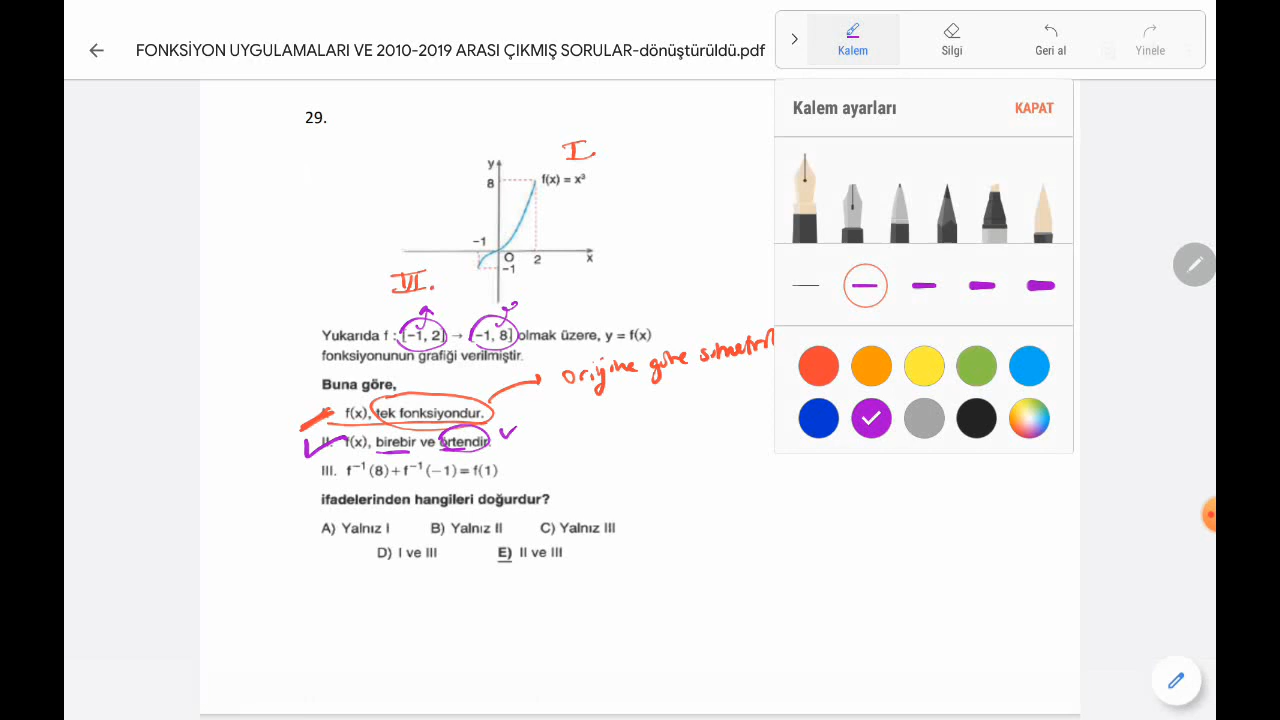 FONKSİYON UYGULAMALARI VE 2010-2019 ARASI ÇIKMIŞ SORULAR-dönüştürüldü.pdf
Kalem
Silgi
Geri al
Yinele
Kalem ayarları
KAPAT
29.
I.
y
8
f(x) = x³
-1
O
2
x
-1
VI.
Yukarıda f : [-1, 2] → [-1, 8] olmak üzere, y = f(x)
fonksiyonunun grafiği verilmiştir.
Buna göre,
orijine göre simetrik
f(x), tek fonksiyondur.
II. f(x), birebir ve örtendir.
III. f⁻¹(8) + f⁻¹(-1) = f(1)
ifadelerinden hangileri doğurdur?
A) Yalnız I B) Yalnız II C) Yalnız III
D) I ve III E) II ve III